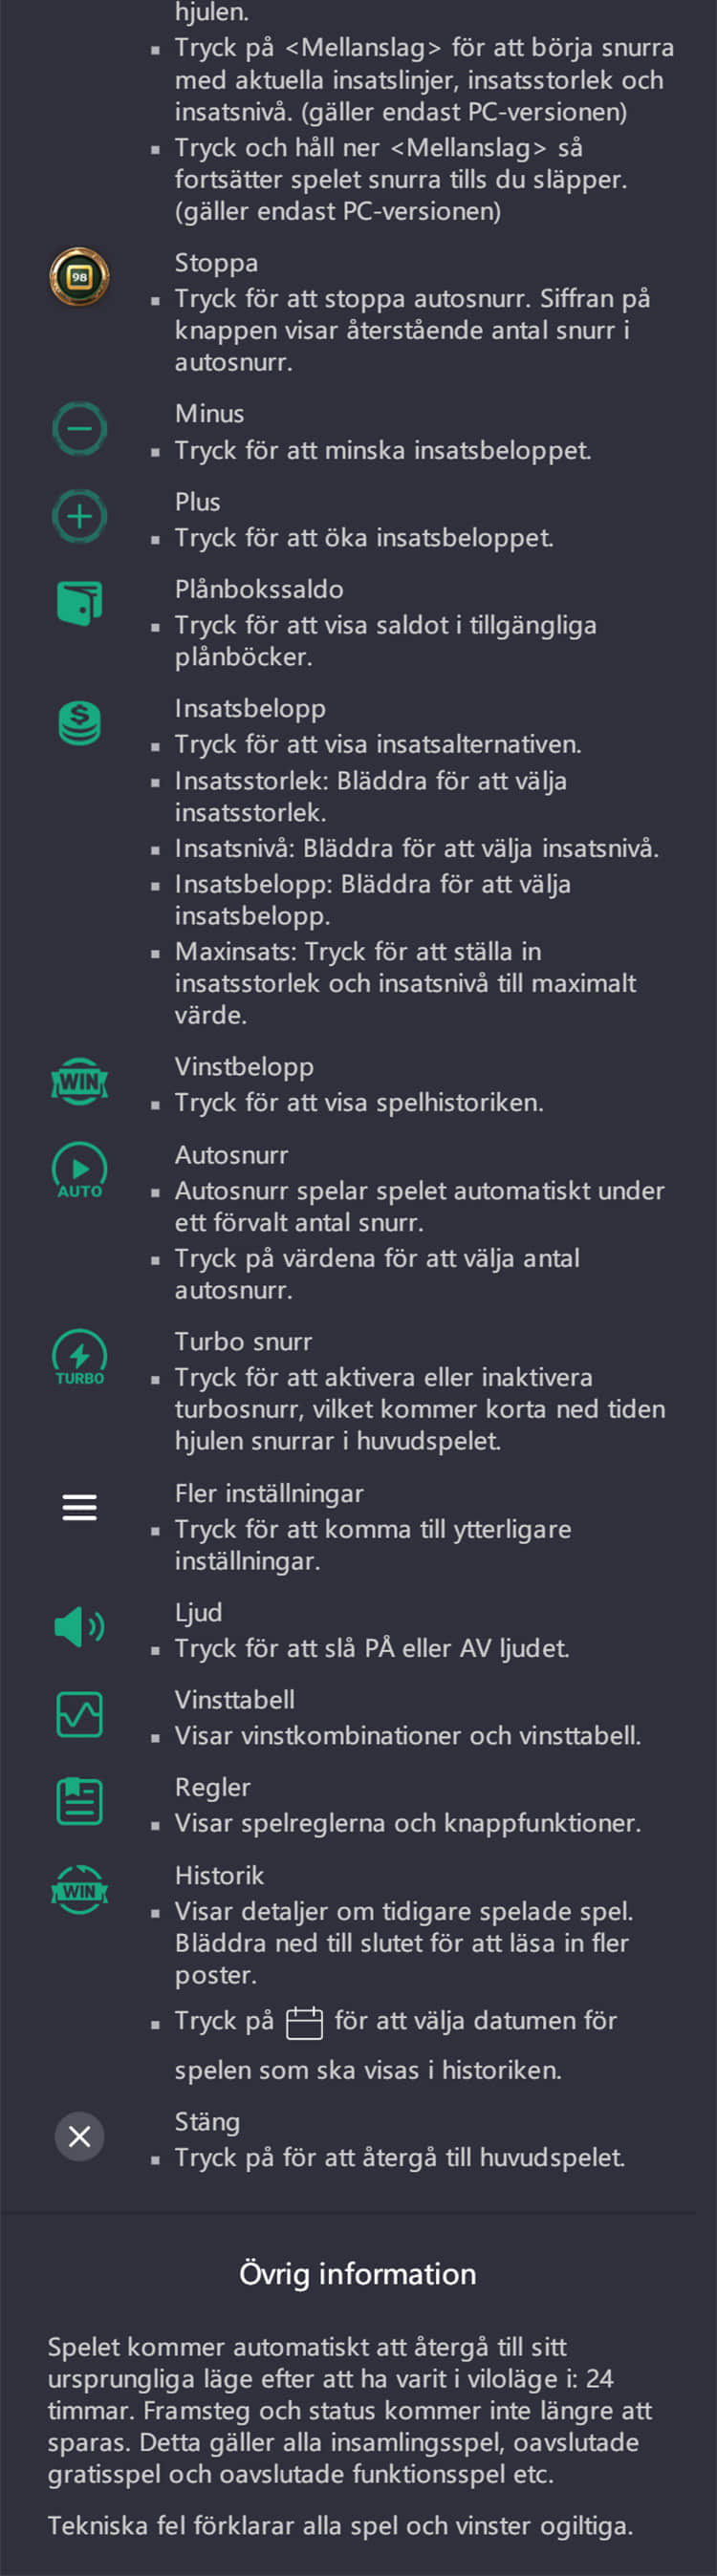 hjulen.
▪ Tryck på <Mellanslag> för att börja snurra
med aktuella insatslinjer, insatsstorlek och
insatsnivå. (gäller endast PC-versionen)
▪ Tryck och håll ner <Mellanslag> så
fortsätter spelet snurra tills du släpper.
(gäller endast PC-versionen)
98
Stoppa
▪ Tryck för att stoppa autosnurr. Siffran på
knappen visar återstående antal snurr i
autosnurr.
Minus
▪ Tryck för att minska insatsbeloppet.
Plus
▪ Tryck för att öka insatsbeloppet.
Plånbokssaldo
▪ Tryck för att visa saldot i tillgängliga
plånböcker.
$
Insatsbelopp
▪ Tryck för att visa insatsalternativen.
▪ Insatsstorlek: Bläddra för att välja
insatsstorlek.
▪ Insatsnivå: Bläddra för att välja insatsnivå.
▪ Insatsbelopp: Bläddra för att välja
insatsbelopp.
▪ Maxinsats: Tryck för att ställa in
insatsstorlek och insatsnivå till maximalt
värde.
WIN
Vinstbelopp
▪ Tryck för att visa spelhistoriken.
AUTO
Autosnurr
▪ Autosnurr spelar spelet automatiskt under
ett förvalt antal snurr.
▪ Tryck på värdena för att välja antal
autosnurr.
TURBO
Turbo snurr
▪ Tryck för att aktivera eller inaktivera
turbosnurr, vilket kommer korta ned tiden
hjulen snurrar i huvudspelet.
Fler inställningar
▪ Tryck för att komma till ytterligare
inställningar.
Ljud
▪ Tryck för att slå PÅ eller AV ljudet.
Vinsttabell
▪ Visar vinstkombinationer och vinsttabell.
Regler
▪ Visar spelreglerna och knappfunktioner.
WIN
Historik
▪ Visar detaljer om tidigare spelade spel.
Bläddra ned till slutet för att läsa in fler
poster.
▪ Tryck på för att välja datumen för
spelen som ska visas i historiken.
Stäng
▪ Tryck på för att återgå till huvudspelet.
Övrig information
Spelet kommer automatiskt att återgå till sitt
ursprungliga läge efter att ha varit i viloläge i: 24
timmar. Framsteg och status kommer inte längre att
sparas. Detta gäller alla insamlingsspel, oavslutade
gratisspel och oavslutade funktionsspel etc.
Tekniska fel förklarar alla spel och vinster ogiltiga.